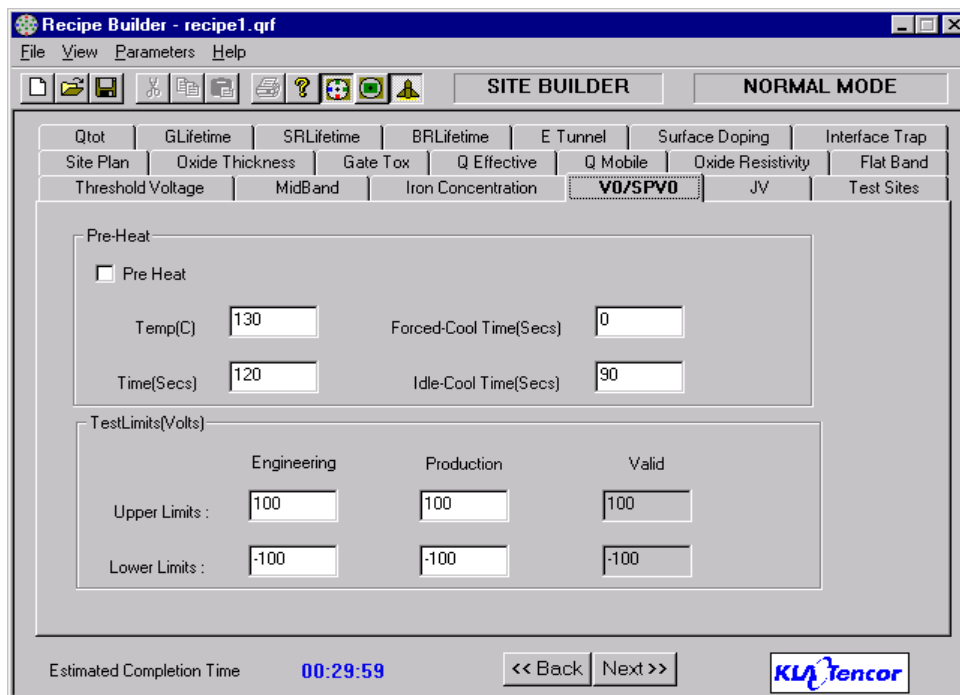 Recipe Builder - recipe1.qrf
File View Parameters Help
SITE BUILDER NORMAL MODE
Qtot GLifetime SRLifetime BRLifetime E Tunnel Surface Doping Interface Trap
Site Plan Oxide Thickness Gate Tox Q Effective Q Mobile Oxide Resistivity Flat Band
Threshold Voltage MidBand Iron Concentration V0/SPV0 JV Test Sites
Pre-Heat
Pre Heat
Temp(C) 130 Forced-Cool Time(Secs) 0
Time(Secs) 120 Idle-Cool Time(Secs) 90
TestLimits(Volts)
Engineering Production Valid
Upper Limits : 100 100 100
Lower Limits : -100 -100 -100
Estimated Completion Time 00:29:59 << Back Next >> KLA Tencor